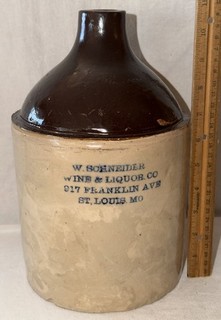 W. SCHNEIDER
WINE & LIQUOR CO
917 FRANKLIN AVE
ST. LOUIS. MO